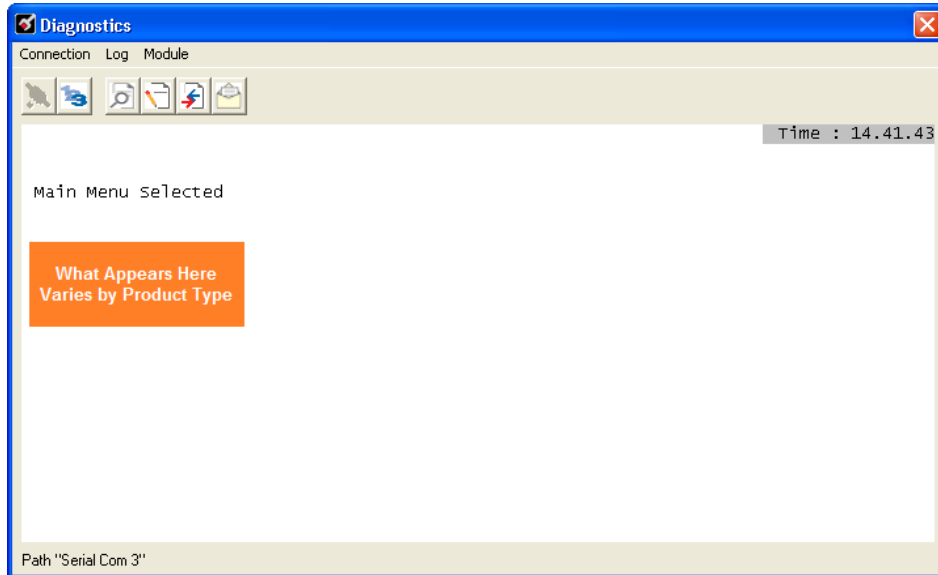 Diagnostics
Connection Log Module
Time : 14.41.43
Main Menu Selected
What Appears Here
Varies by Product Type
Path "Serial Com 3"